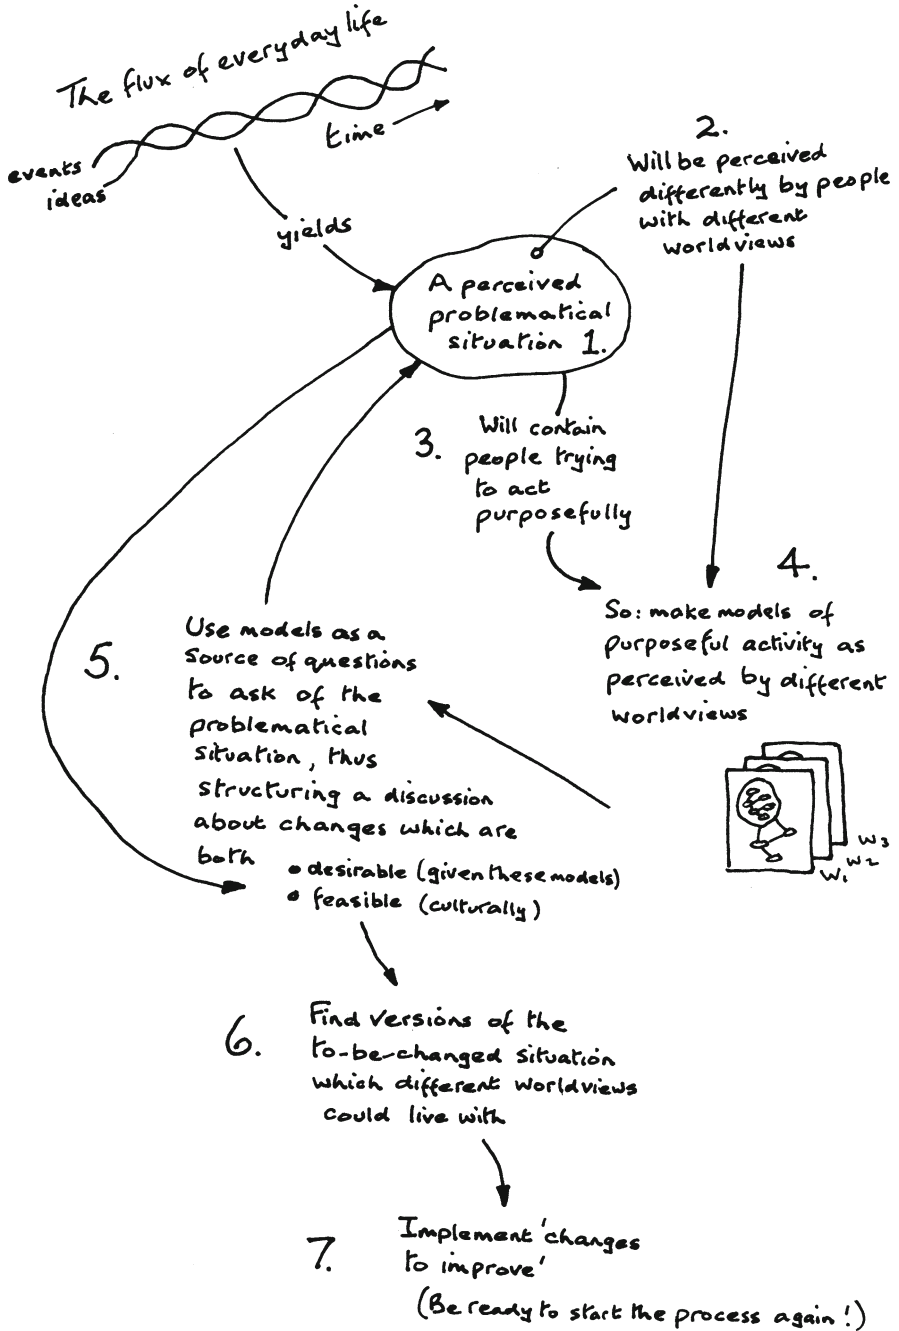 The flux of everyday life
events
ideas
time
yields
2.
Will be perceived
differently by people
with different
worldviews
A perceived
problematical
situation 1.
3.
Will contain
people trying
to act
purposefully
4.
So: make models of
purposeful activity as
perceived by different
worldviews
W1
W2
W3
5.
Use models as a
source of questions
to ask of the
problematical
situation, thus
structuring a discussion
about changes which are
both
• desirable (given these models)
• feasible (culturally)
6.
Find versions of the
to-be-changed situation
which different worldviews
could live with
7.
Implement 'changes
to improve'
(Be ready to start the process again!)